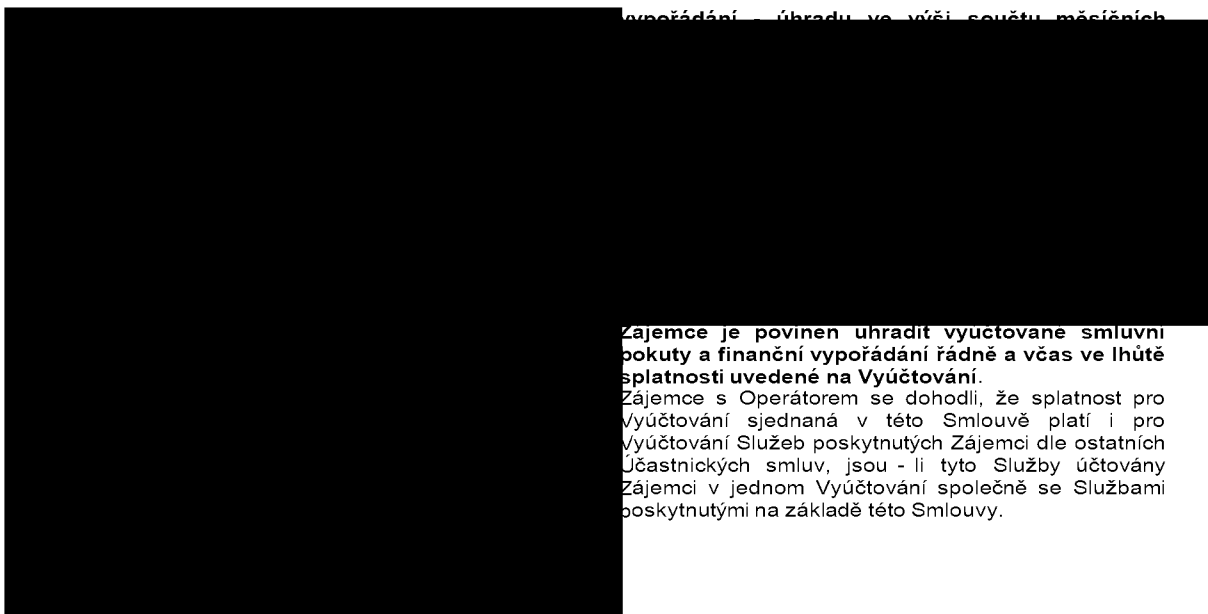 vypořádání - úhradu ve výši součtu měsíčních
Zájemce je povinen uhradit vyúčtované smluvní
pokuty a finanční vypořádání řádně a včas ve lhůtě
splatnosti uvedené na Vyúčtování.
Zájemce s Operátorem se dohodli, že splatnost pro
Vyúčtování sjednaná v této Smlouvě platí i pro
Vyúčtování Služeb poskytnutých Zájemci dle ostatních
Účastnických smluv, jsou - li tyto Služby účtovány
Zájemci v jednom Vyúčtování společně se Službami
poskytnutými na základě této Smlouvy.